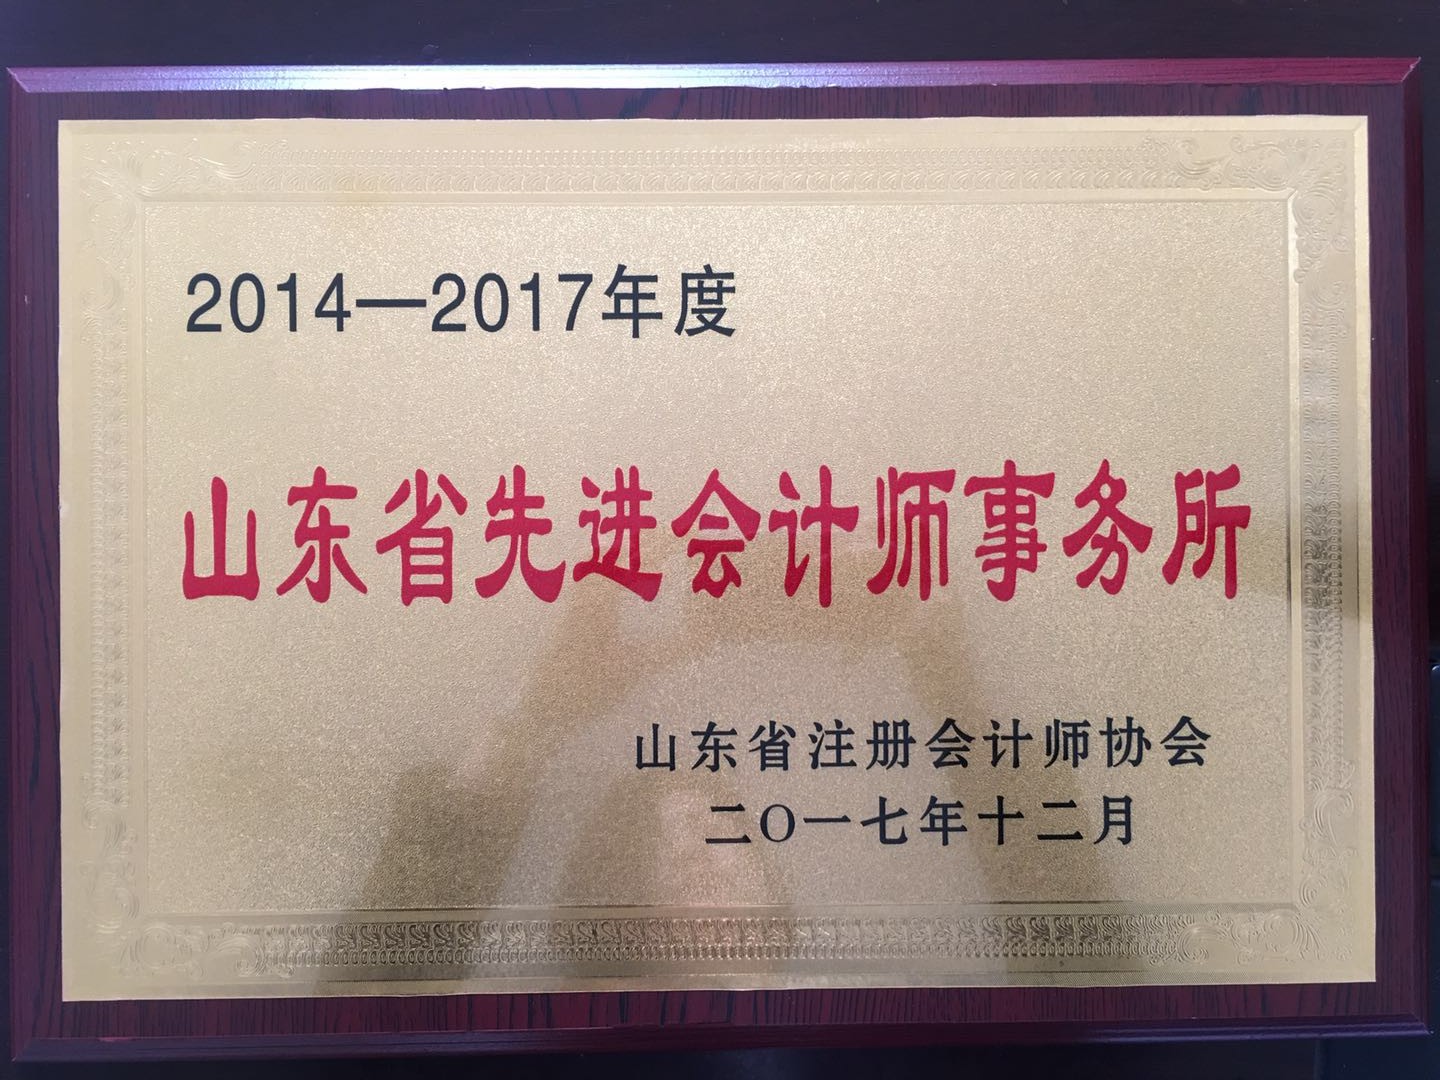 2014—2017年度
山东省先进会计师事务所
山东省注册会计师协会
二〇一七年十二月